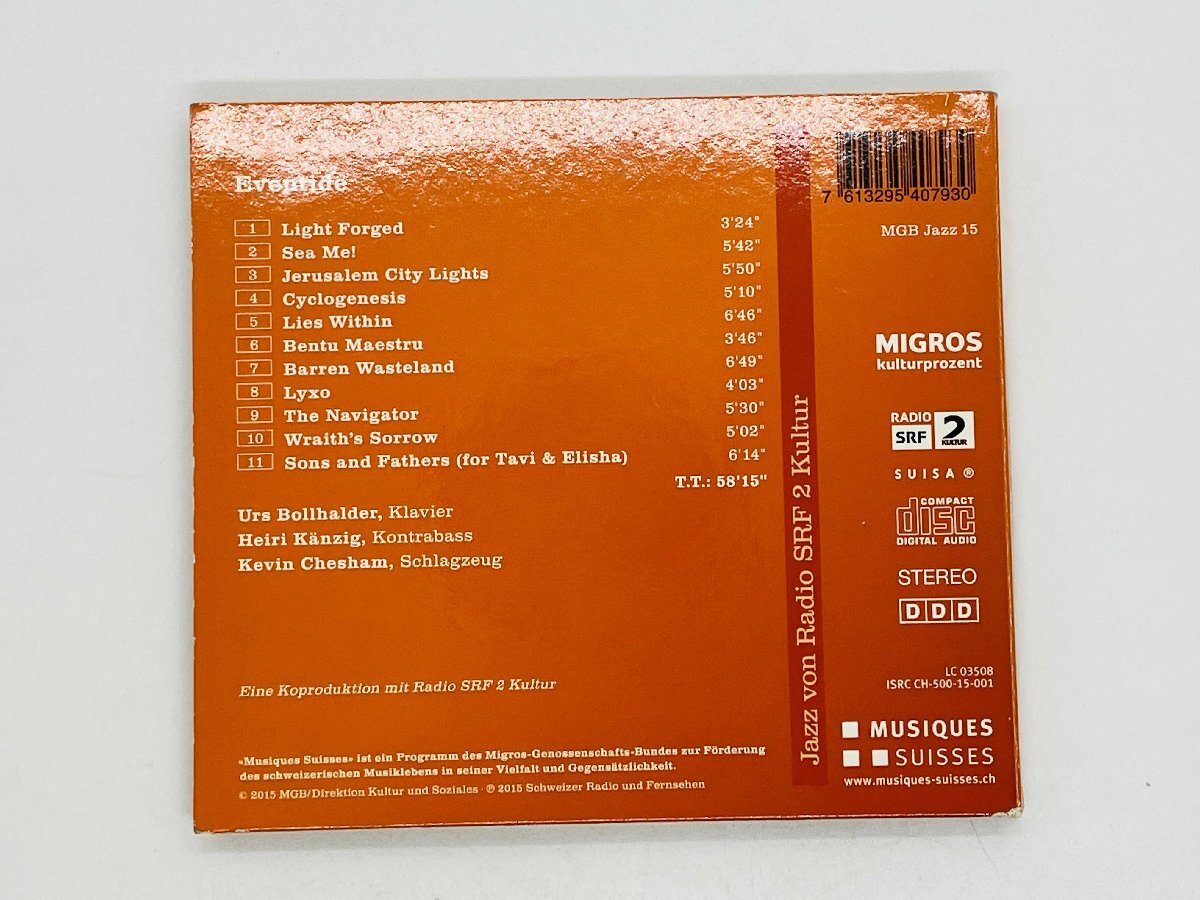 Eventide
1 Light Forged 3'24"
2 Sea Me! 5'42"
3 Jerusalem City Lights 5'50"
4 Cyclogenesis 5'10"
5 Lies Within 6'46"
6 Bentu Maestru 3'46"
7 Barren Wasteland 6'49"
8 Lyxo 4'03"
9 The Navigator 5'30"
10 Wraith's Sorrow 5'02"
11 Sons and Fathers (for Tavi & Elisha) 6'14"
T.T.: 58'15"
Urs Bollhalder, Klavier
Heiri Känzig, Kontrabass
Kevin Chesham, Schlagzeug
Eine Koproduktion mit Radio SRF 2 Kultur
«Musiques Suisses» ist ein Programm des Migros-Genossenschafts-Bundes zur Förderung
des schweizerischen Musiklebens in seiner Vielfalt und Gegensätzlichkeit.
© 2015 MGB/Direktion Kultur und Soziales · ℗ 2015 Schweizer Radio und Fernsehen
Jazz von Radio SRF 2 Kultur
7 613295 407930
MGB Jazz 15
MIGROS
kulturprozent
RADIO
SRF 2
KULTUR
SUISA ®
COMPACT
disc
DIGITAL AUDIO
STEREO
DDD
LC 03508
ISRC CH-500-15-001
MUSIQUES
SUISSES
www.musiques-suisses.ch